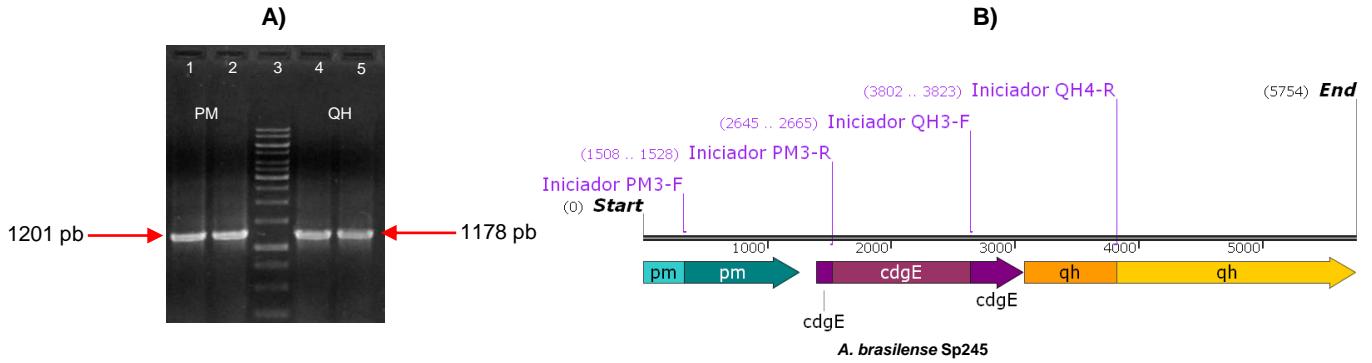 A)
B)
1 2 3 4 5
PM QH
1201 pb
1178 pb
(3802 .. 3823) Iniciador QH4-R
(5754) End
(2645 .. 2665) Iniciador QH3-F
(1508 .. 1528) Iniciador PM3-R
Iniciador PM3-F
(0) Start
1000 2000 3000 4000 5000
pm pm cdgE qh qh
cdgE
cdgE
A. brasilense Sp245